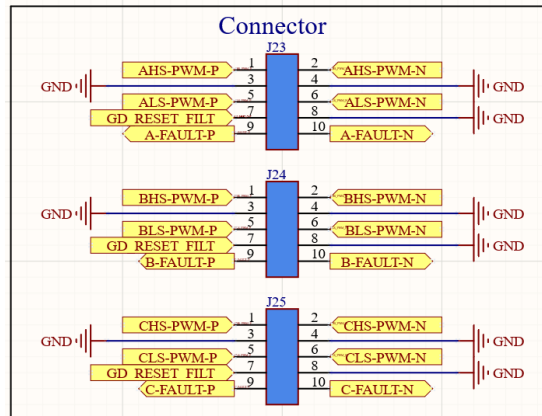 Connector
J23
AHS-PWM-P 1 2 AHS-PWM-N
GND 3 4 GND
ALS-PWM-P 5 6 ALS-PWM-N
GD_RESET_FILT 7 8 GND
A-FAULT-P 9 10 A-FAULT-N
J24
BHS-PWM-P 1 2 BHS-PWM-N
GND 3 4 GND
BLS-PWM-P 5 6 BLS-PWM-N
GD_RESET_FILT 7 8 GND
B-FAULT-P 9 10 B-FAULT-N
J25
CHS-PWM-P 1 2 CHS-PWM-N
GND 3 4 GND
CLS-PWM-P 5 6 CLS-PWM-N
GD_RESET_FILT 7 8 GND
C-FAULT-P 9 10 C-FAULT-N